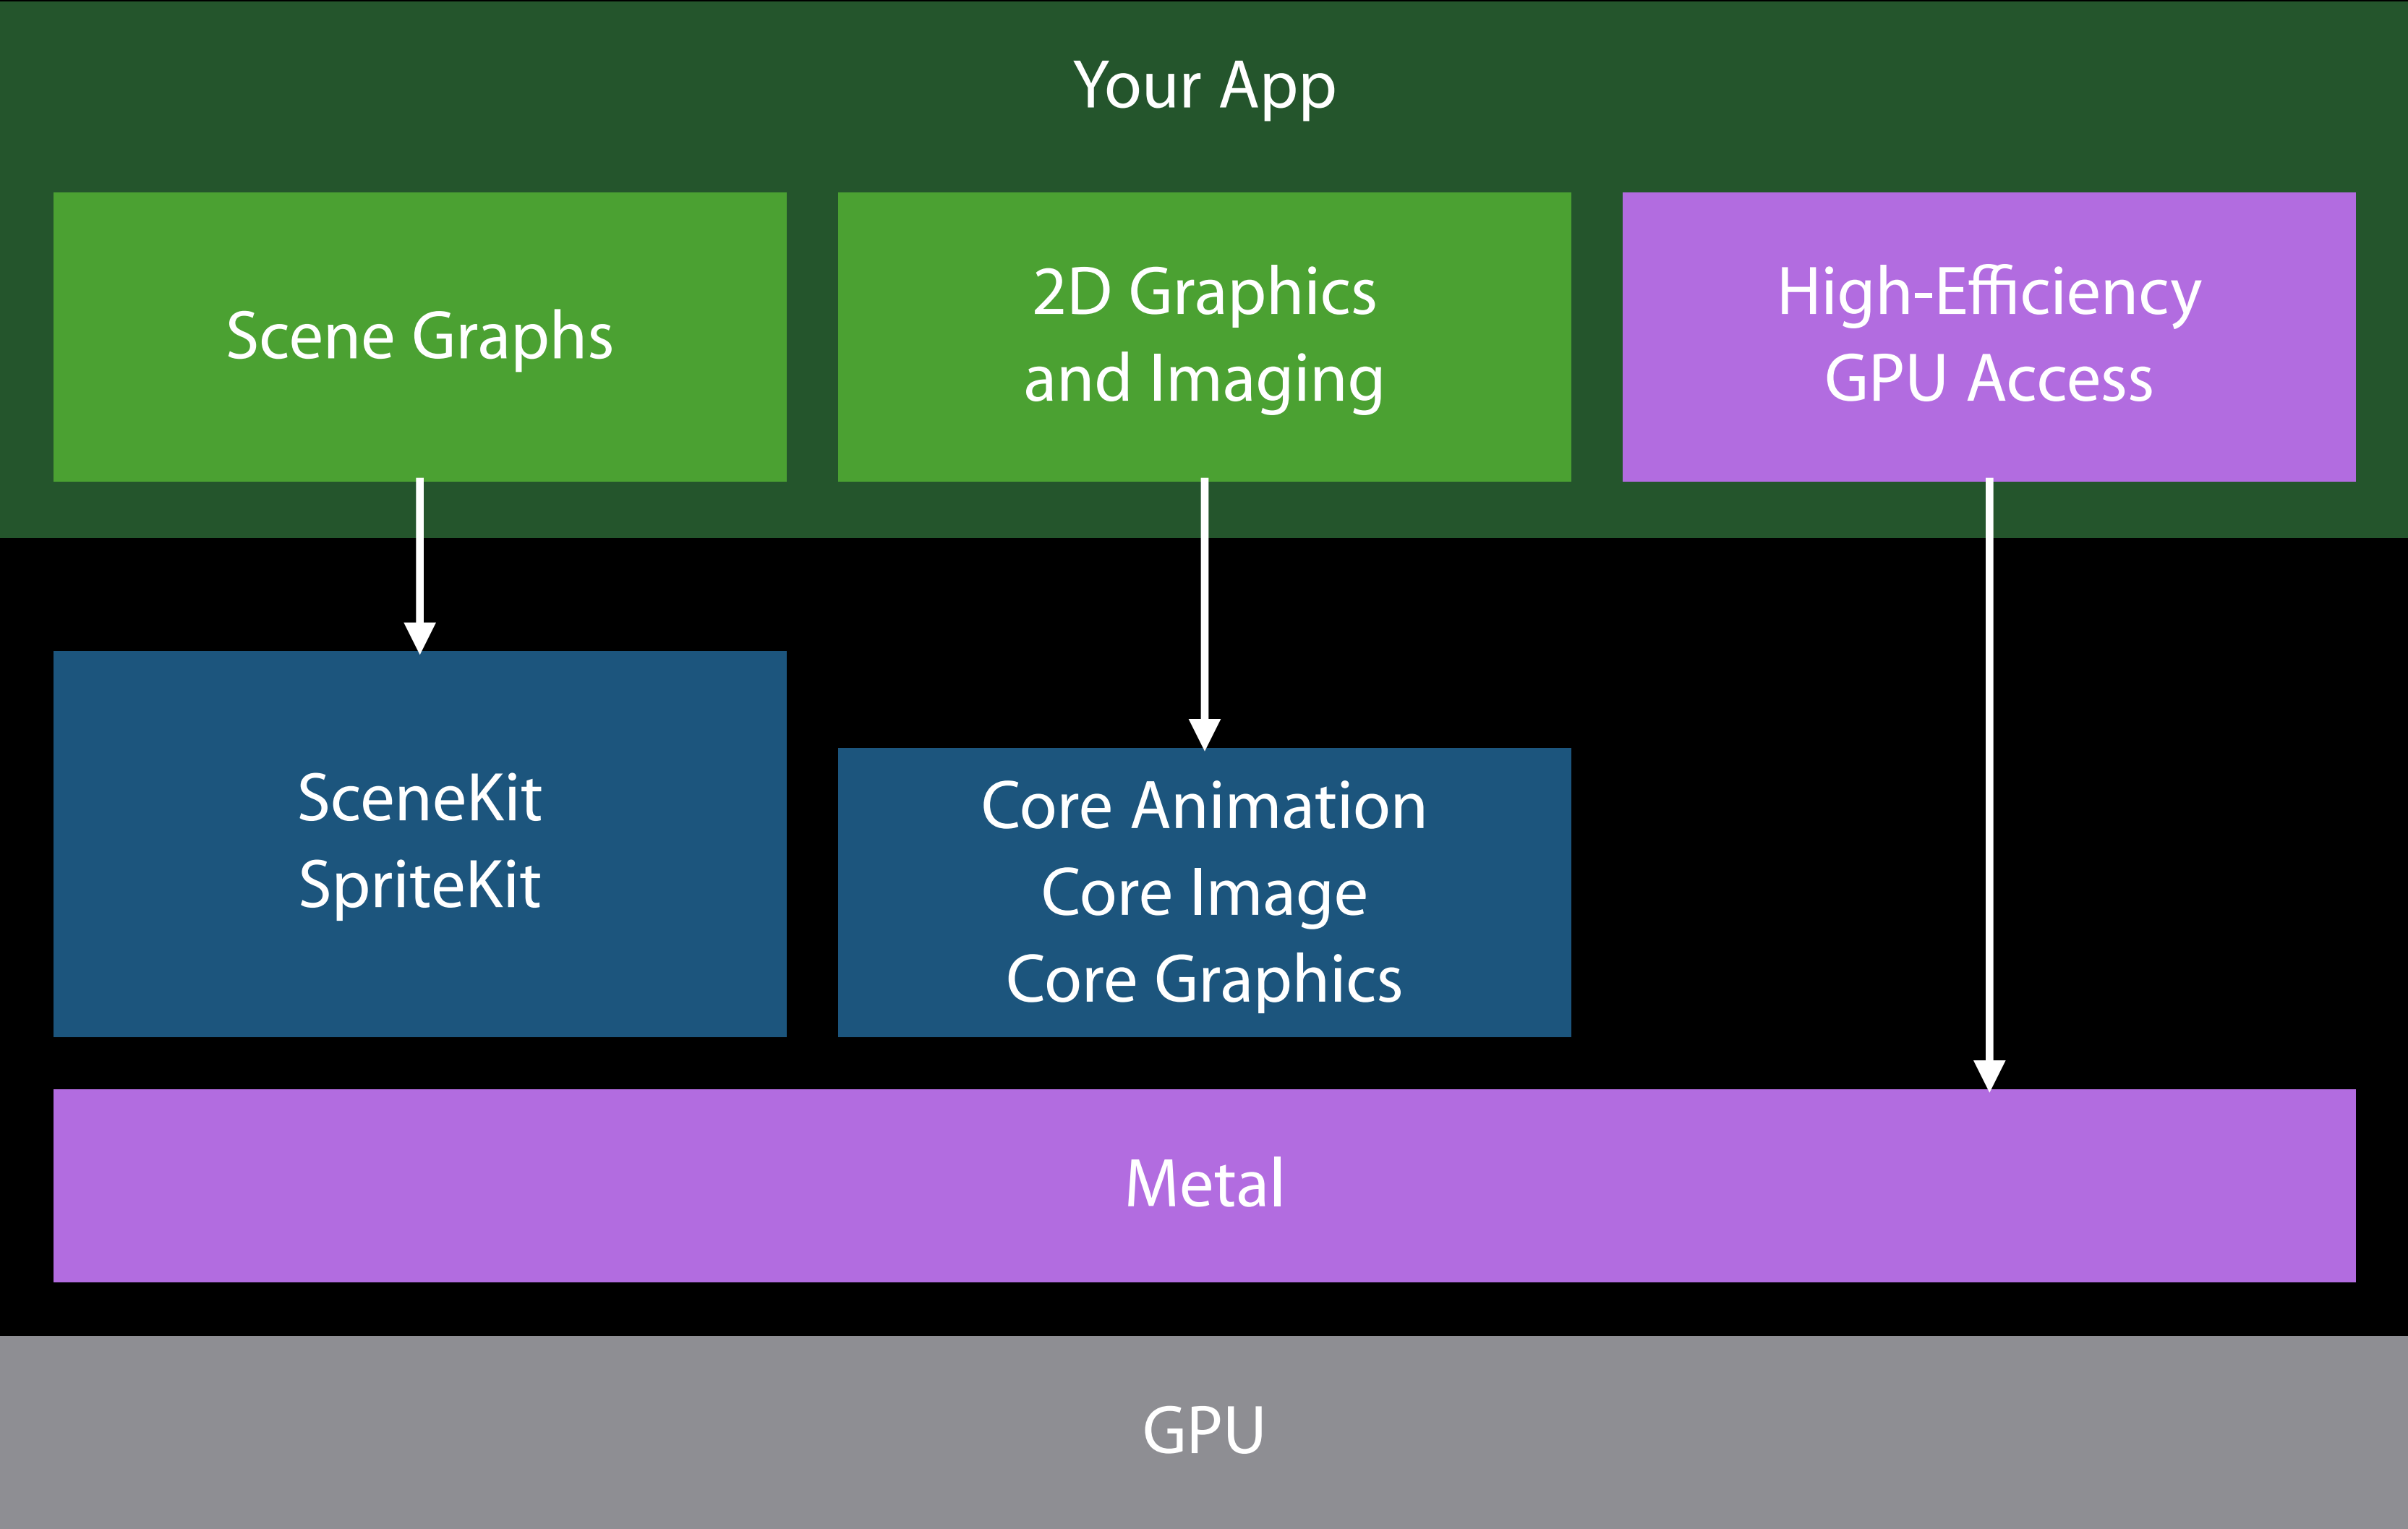 Your App
Scene Graphs
2D Graphics
and Imaging
High-Efficiency
GPU Access
SceneKit
SpriteKit
Core Animation
Core Image
Core Graphics
Metal
GPU